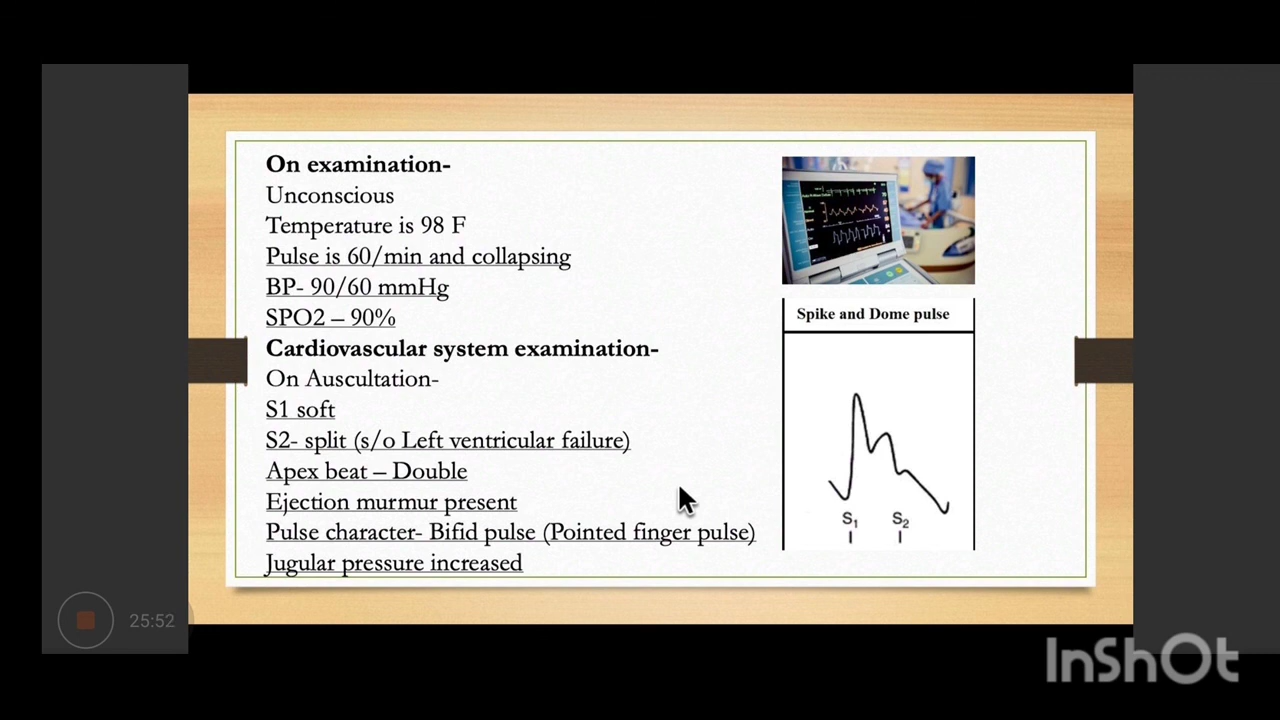 On examination-
Unconscious
Temperature is 98 F
Pulse is 60/min and collapsing
BP- 90/60 mmHg
SPO2 – 90%
Cardiovascular system examination-
On Auscultation-
S1 soft
S2- split (s/o Left ventricular failure)
Apex beat – Double
Ejection murmur present
Pulse character- Bifid pulse (Pointed finger pulse)
Jugular pressure increased
Spike and Dome pulse
S1 S2
25:52
InShOt